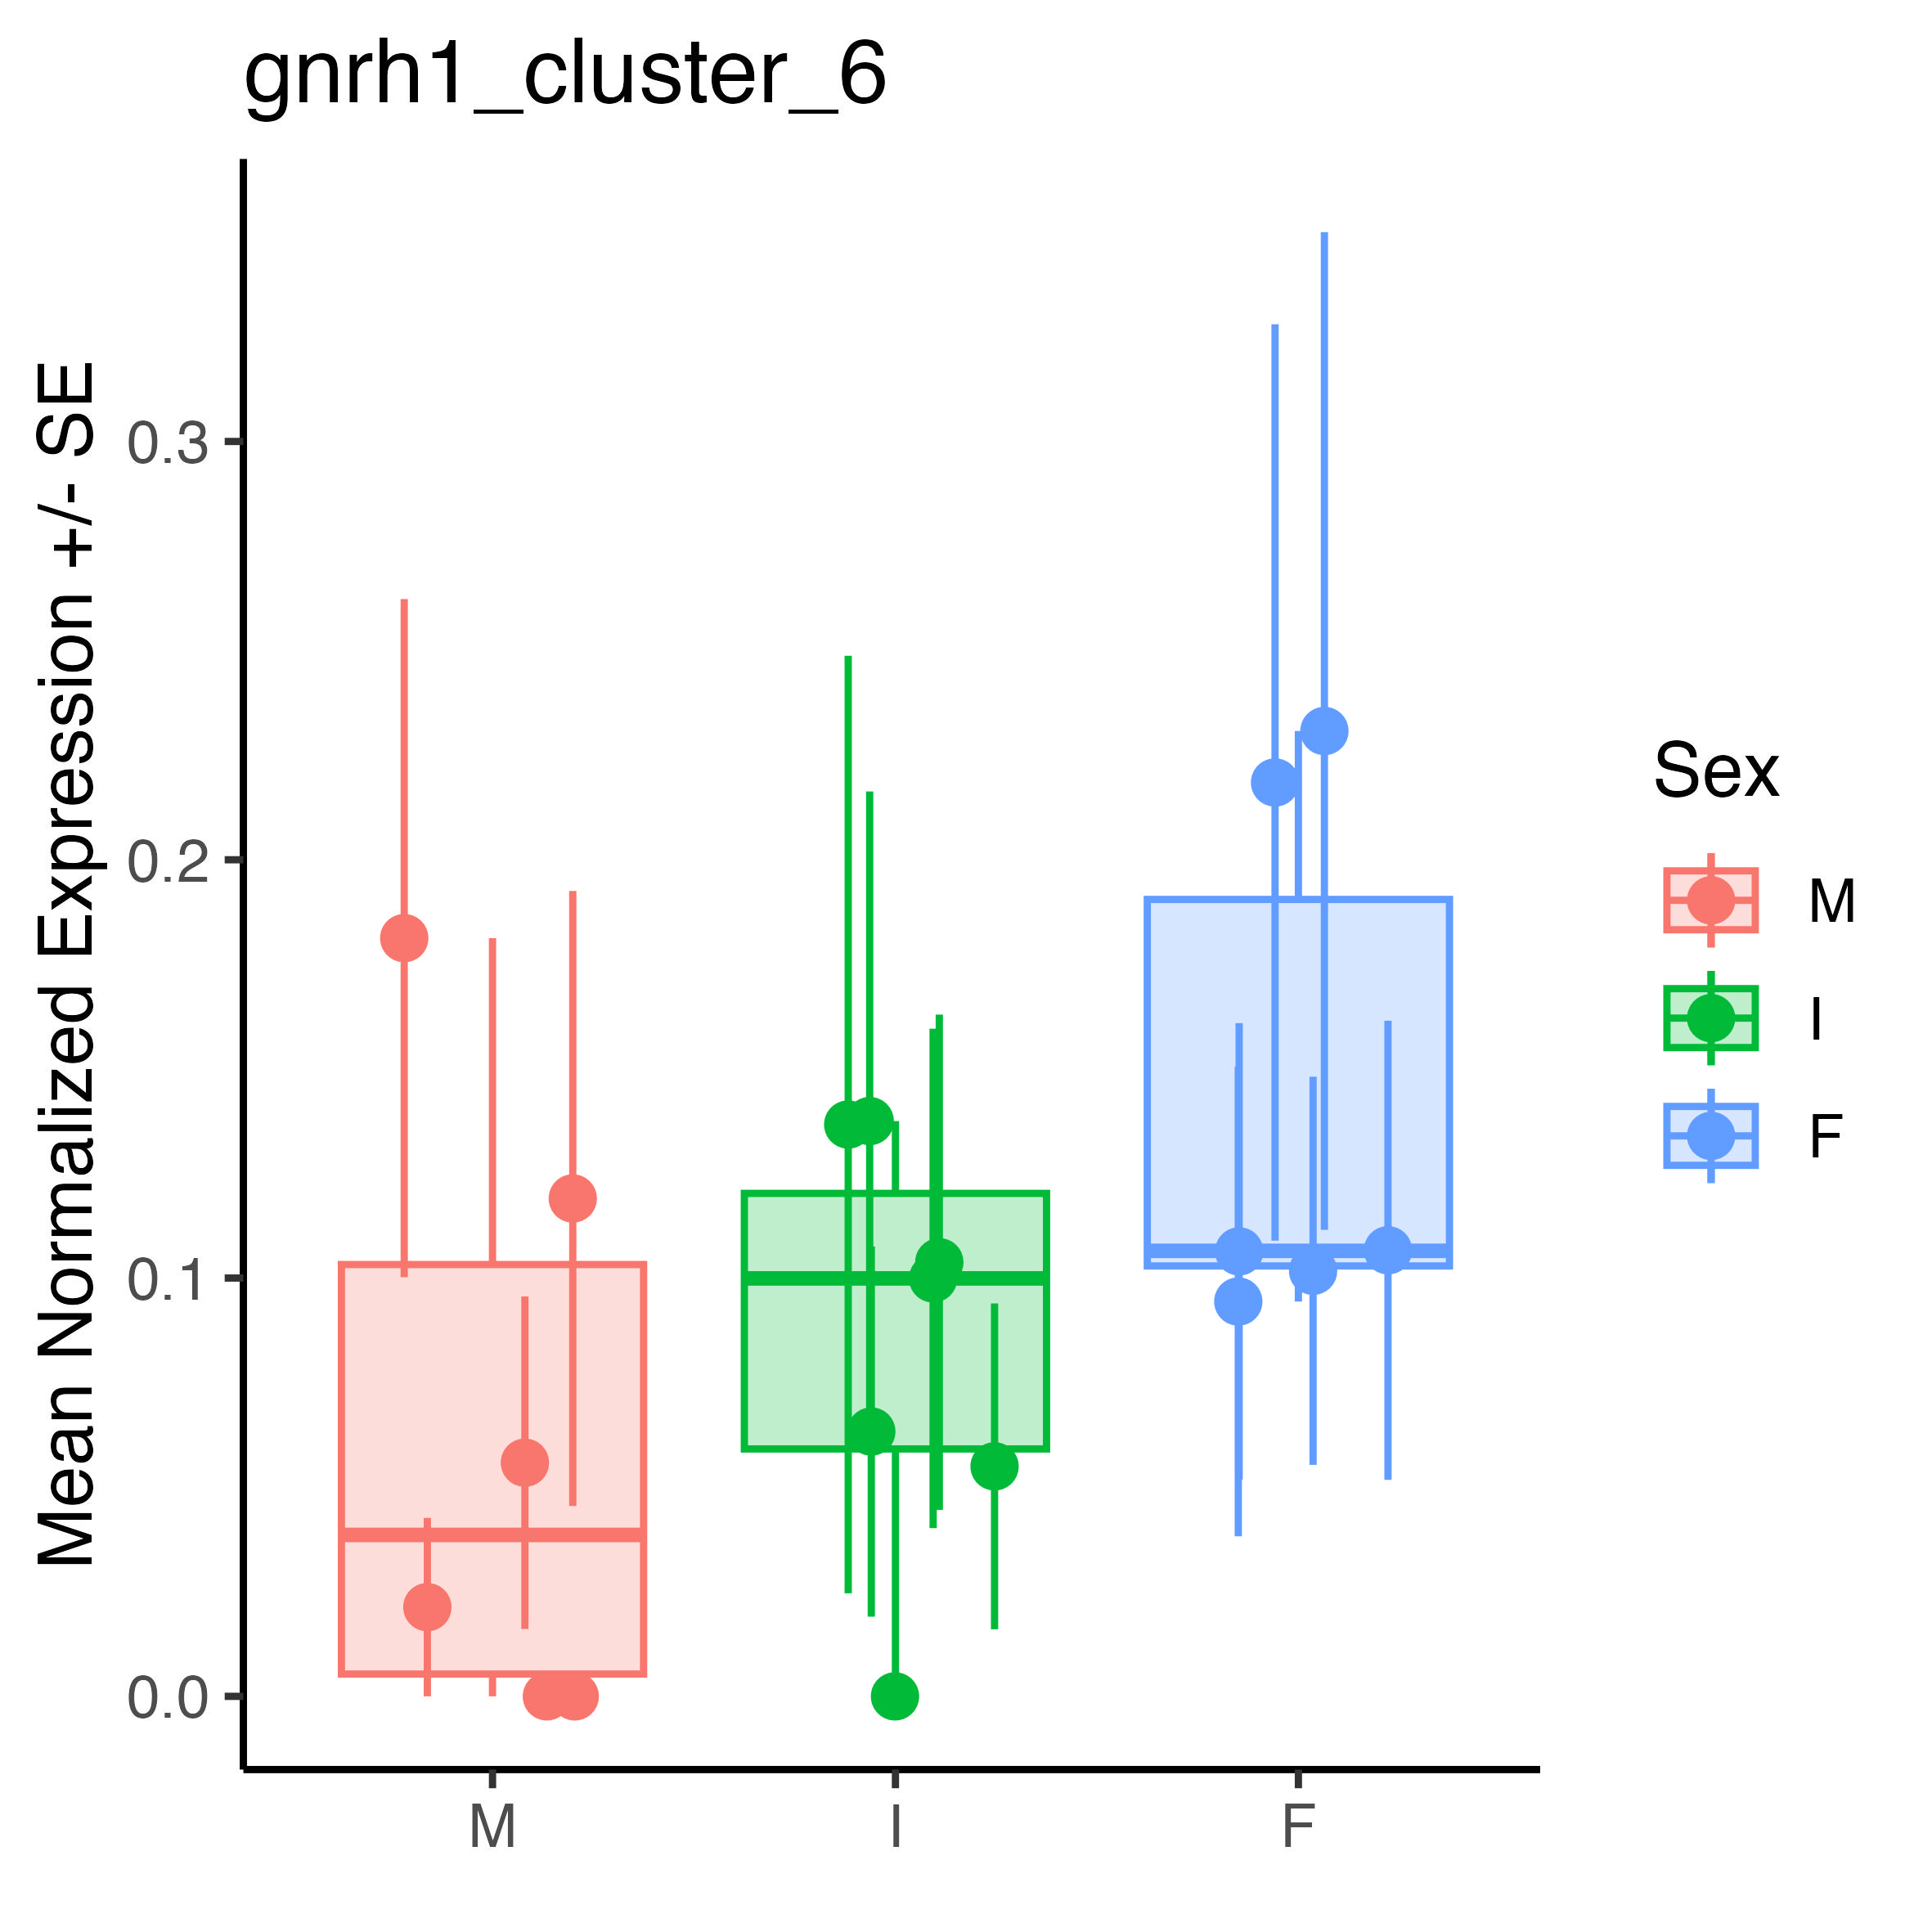 gnrh1_cluster_6
Mean Normalized Expression +/- SE
0.3
0.2
0.1
0.0
M
I
F
Sex
M
I
F